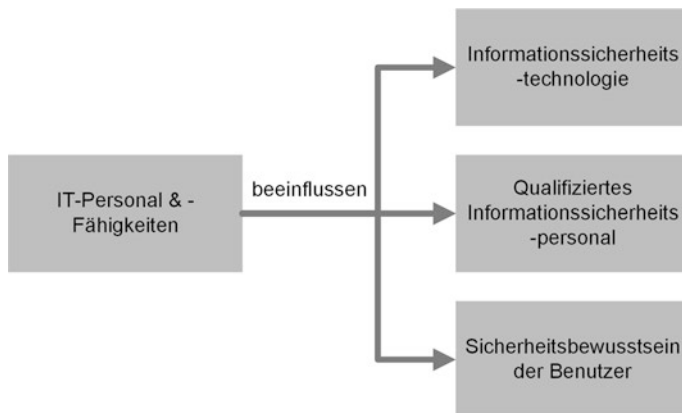 Informationssicherheits
-technologie
IT-Personal & -
Fähigkeiten
beeinflussen
Qualifiziertes
Informationssicherheits
-personal
Sicherheitsbewusstsein
der Benutzer